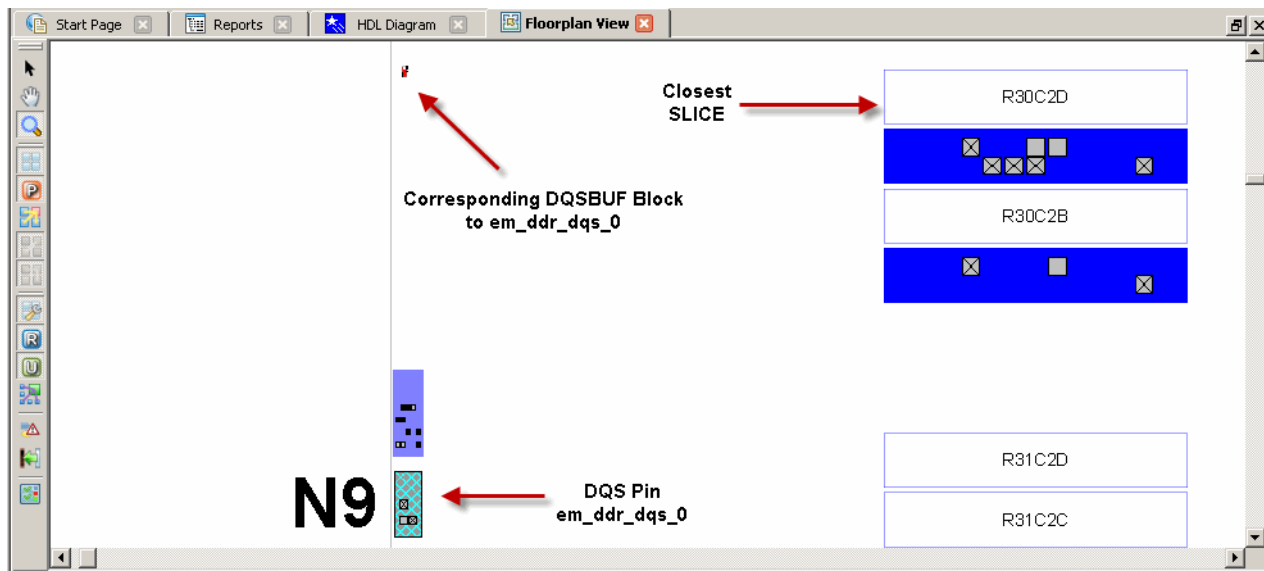 Start Page
Reports
HDL Diagram
Floorplan View
Closest
SLICE
R30C2D
Corresponding DQSBUF Block
to em_ddr_dqs_0
R30C2B
R31C2D
N9
DQS Pin
em_ddr_dqs_0
R31C2C
P
R
U